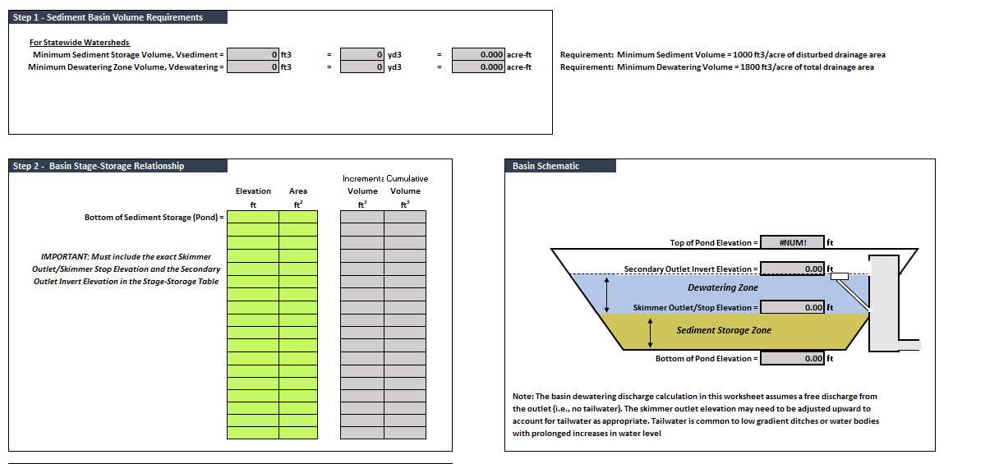 Step 1 - Sediment Basin Volume Requirements
For Statewide Watersheds
Minimum Sediment Storage Volume, Vsediment = 0 ft3 = 0 yd3 = 0.000 acre-ft Requirement: Minimum Sediment Volume = 1000 ft3/acre of disturbed drainage area
Minimum Dewatering Zone Volume, Vdewatering = 0 ft3 = 0 yd3 = 0.000 acre-ft Requirement: Minimum Dewatering Volume = 1800 ft3/acre of total drainage area
Step 2 - Basin Stage-Storage Relationship
Incrementa Cumulative
Elevation Area Volume Volume
ft ft² ft³ ft³
Bottom of Sediment Storage (Pond) =
IMPORTANT: Must include the exact Skimmer
Outlet/Skimmer Stop Elevation and the Secondary
Outlet Invert Elevation in the Stage-Storage Table
Basin Schematic
Top of Pond Elevation = #NUM! ft
Secondary Outlet Invert Elevation = 0.00 ft
Dewatering Zone
Skimmer Outlet/Stop Elevation = 0.00 ft
Sediment Storage Zone
Bottom of Pond Elevation = 0.00 ft
Note: The basin dewatering discharge calculation in this worksheet assumes a free discharge from
the outlet (i.e., no tailwater). The skimmer outlet elevation may need to be adjusted upward to
account for tailwater as appropriate. Tailwater is common to low gradient ditches or water bodies
with prolonged increases in water level